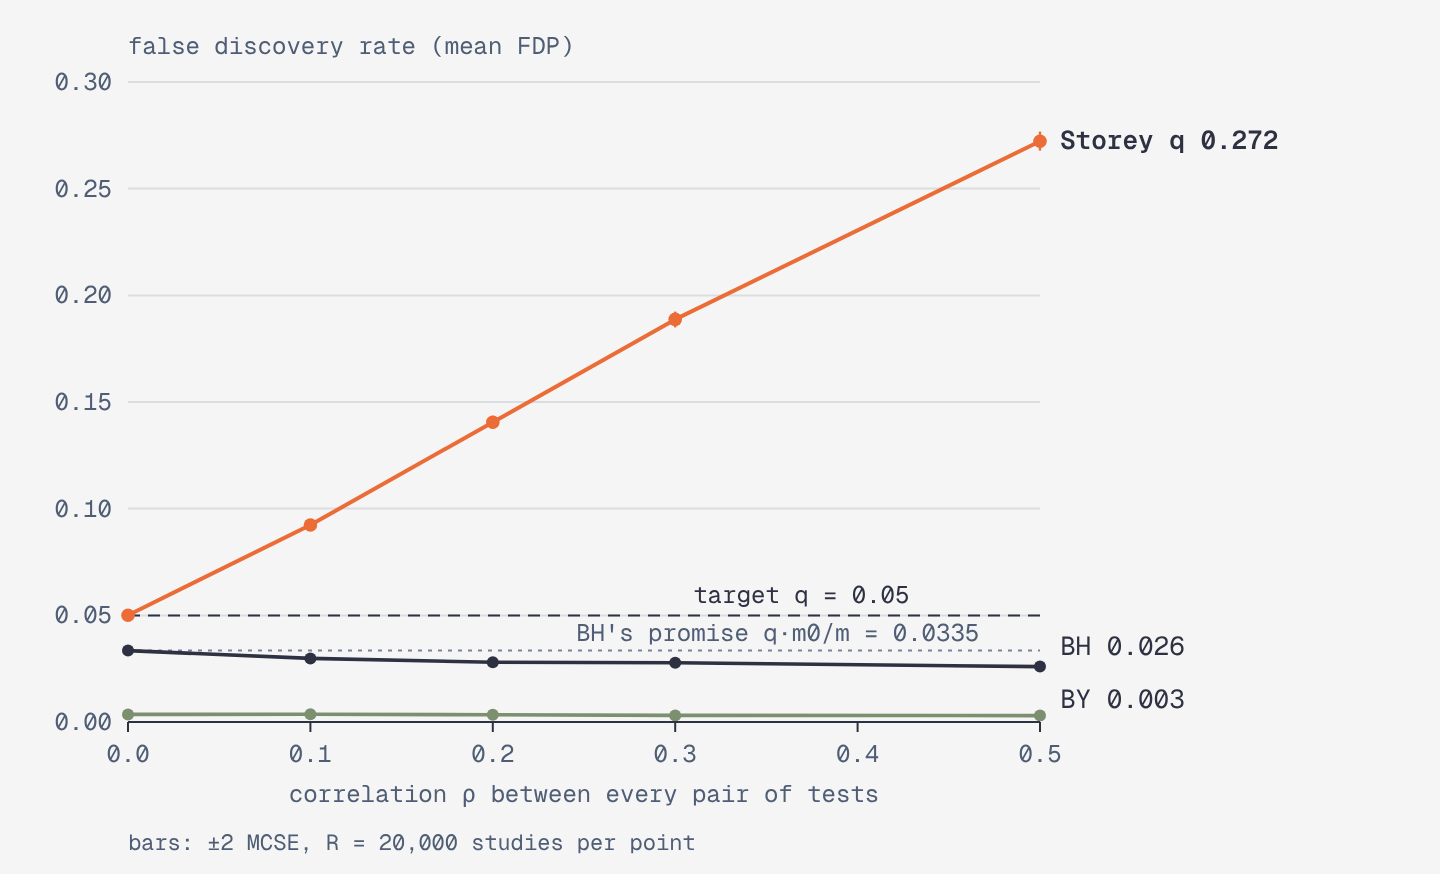 false discovery rate (mean FDP)
0.30
Storey q 0.272
0.25
0.20
0.15
0.10
target q = 0.05
0.05
BH's promise q·m0/m = 0.0335
BH 0.026
BY 0.003
0.00
0.0 0.1 0.2 0.3 0.4 0.5
correlation ρ between every pair of tests
bars: ±2 MCSE, R = 20,000 studies per point